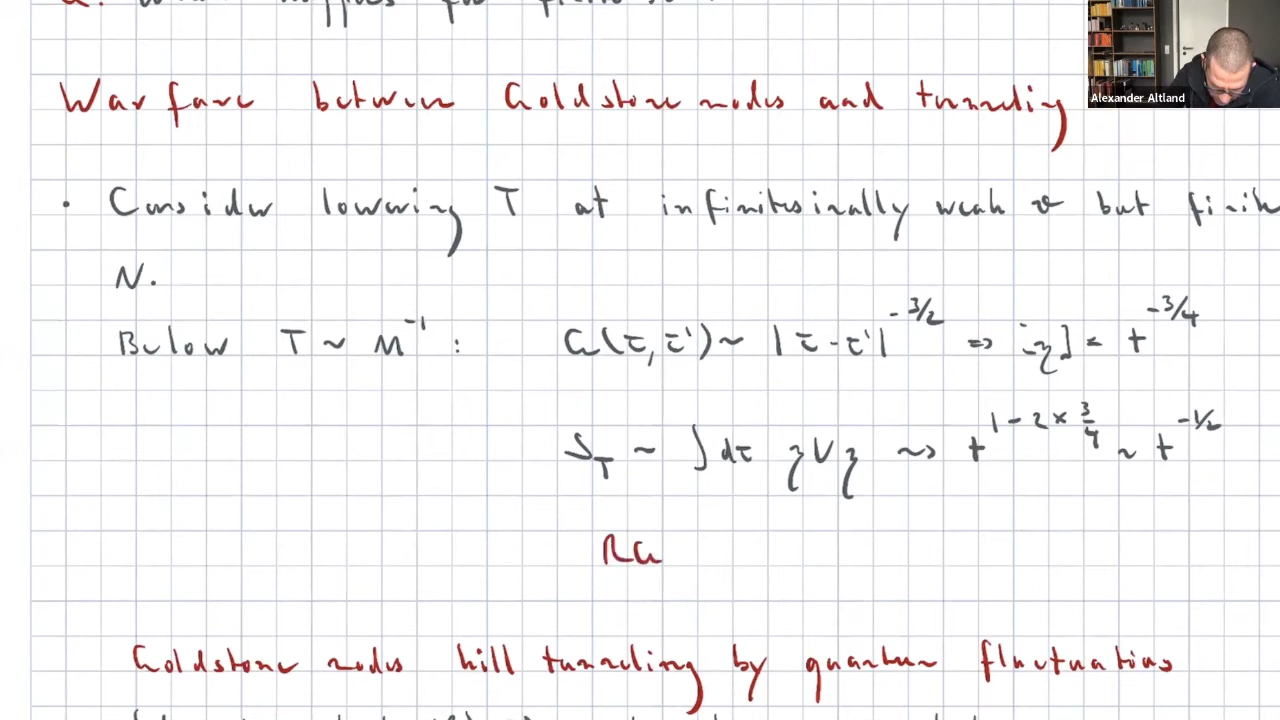 Alexander Altland
Warfare between Goldstone modes and tunneling
• Consider lowering T at infinitesimally weak v but finite
N.
Below T ~ M⁻¹ : G(τ,τ') ~ |τ-τ'|^{-3/2} => [η] = t^{-3/4}
S_T ~ ∫dτ η V η ~> t^{1-2×3/4} ~ t^{-1/2}
RG
Goldstone modes kill tunneling by quantum fluctuations